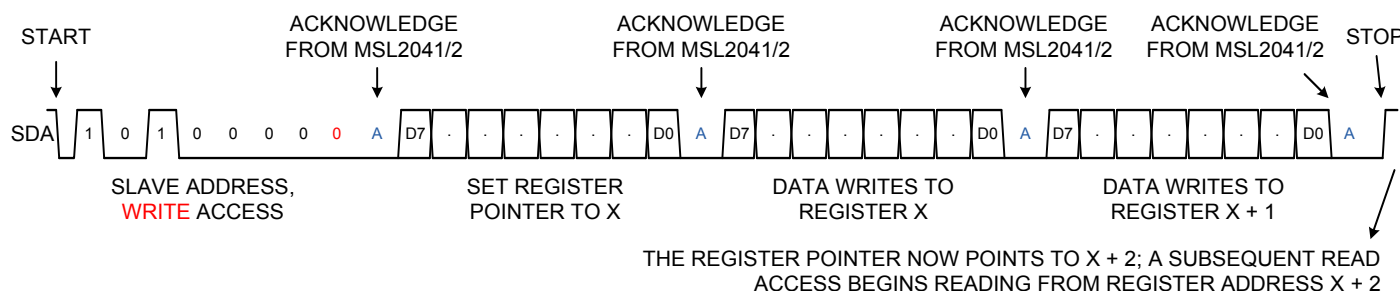 START
ACKNOWLEDGE
FROM MSL2041/2
ACKNOWLEDGE
FROM MSL2041/2
ACKNOWLEDGE
FROM MSL2041/2
ACKNOWLEDGE
FROM MSL2041/2
STOP
SDA 1 0 1 0 0 0 0 0 A D7 . . . . . . D0 A D7 . . . . . . D0 A D7 . . . . . . D0 A
SLAVE ADDRESS,
WRITE ACCESS
SET REGISTER
POINTER TO X
DATA WRITES TO
REGISTER X
DATA WRITES TO
REGISTER X + 1
THE REGISTER POINTER NOW POINTS TO X + 2; A SUBSEQUENT READ
ACCESS BEGINS READING FROM REGISTER ADDRESS X + 2